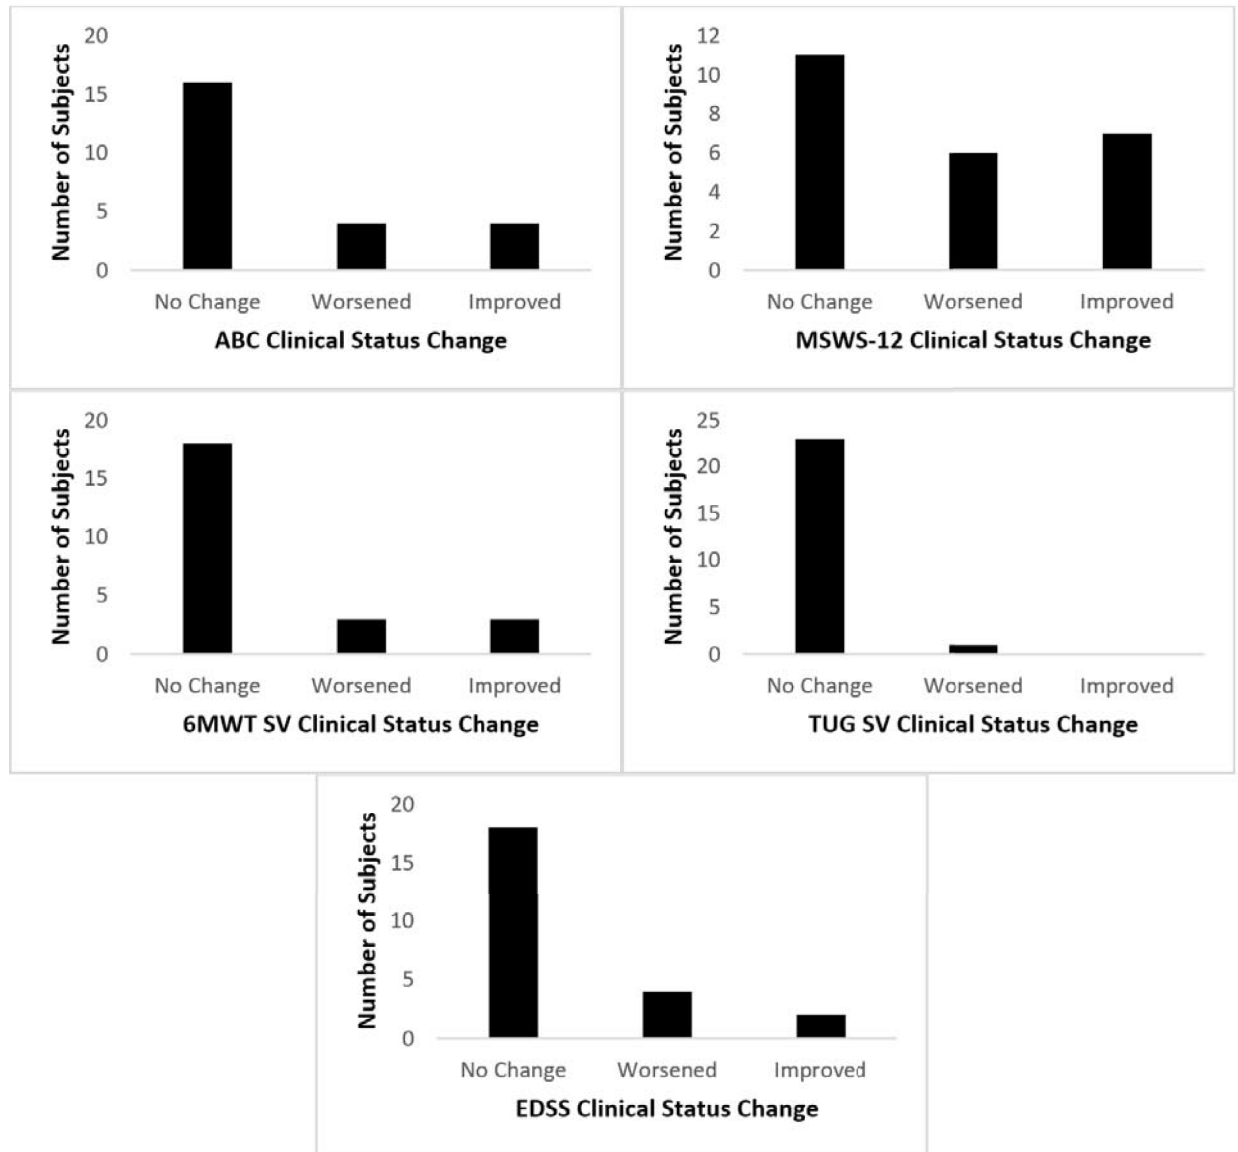 Number of Subjects
20
15
10
5
0
No Change Worsened Improved
ABC Clinical Status Change
Number of Subjects
12
10
8
6
4
2
0
No Change Worsened Improved
MSWS-12 Clinical Status Change
Number of Subjects
20
15
10
5
0
No Change Worsened Improved
6MWT SV Clinical Status Change
Number of Subjects
25
20
15
10
5
0
No Change Worsened Improved
TUG SV Clinical Status Change
Number of Subjects
20
15
10
5
0
No Change Worsened Improved
EDSS Clinical Status Change